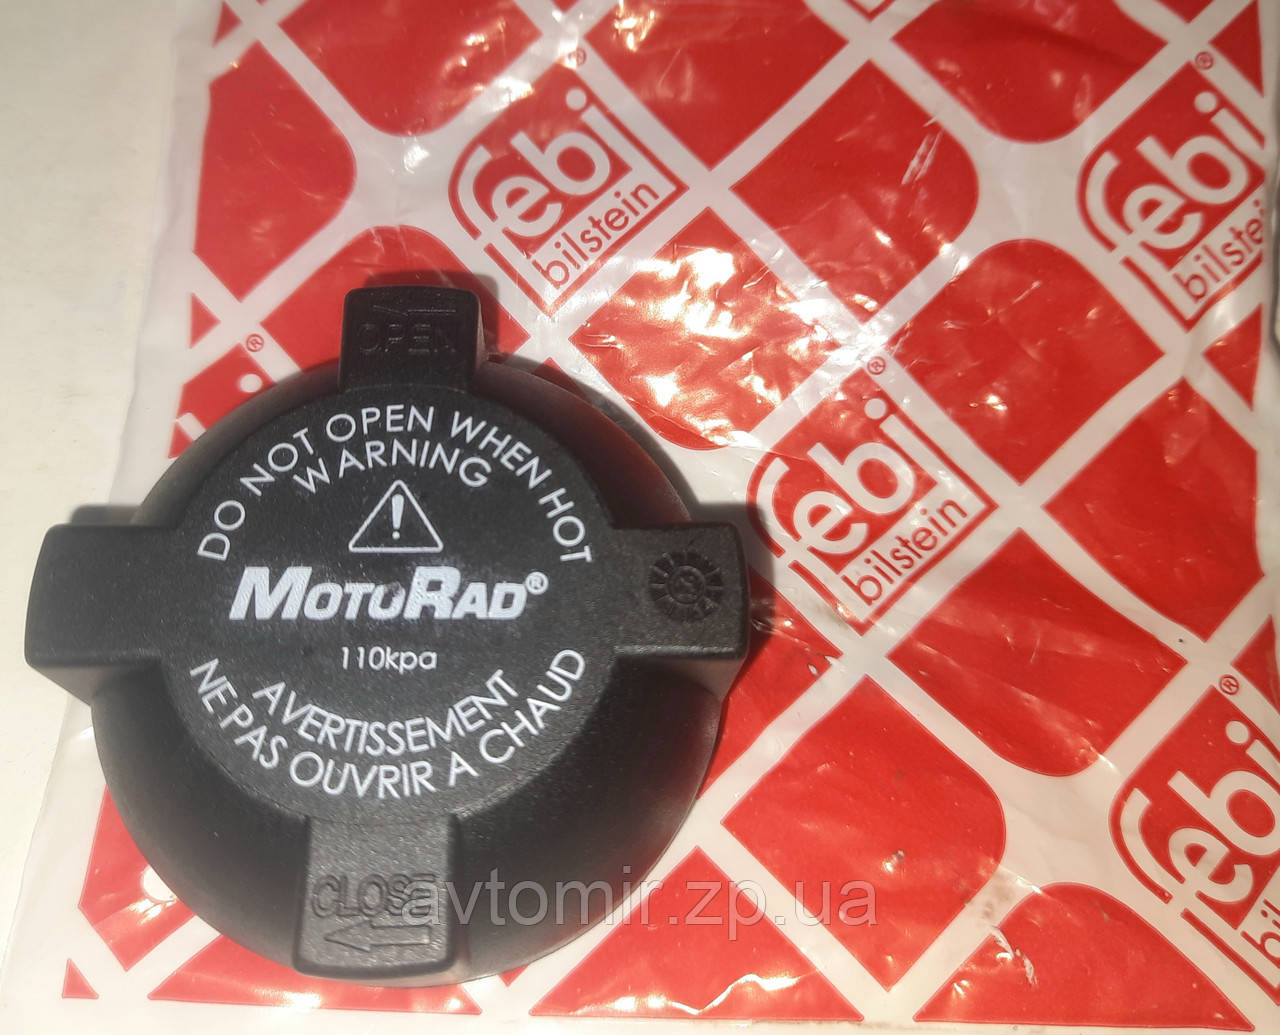 OPEN
DO NOT OPEN WHEN HOT
WARNING
!
MOTORAD®
110kpa
AVERTISSEMENT
NE PAS OUVRIR A CHAUD
CLOSE
febi®
bilstein
febi®
bilstein
febi®
bilstein
febi®
bilstein
®
avtomir.zp.ua